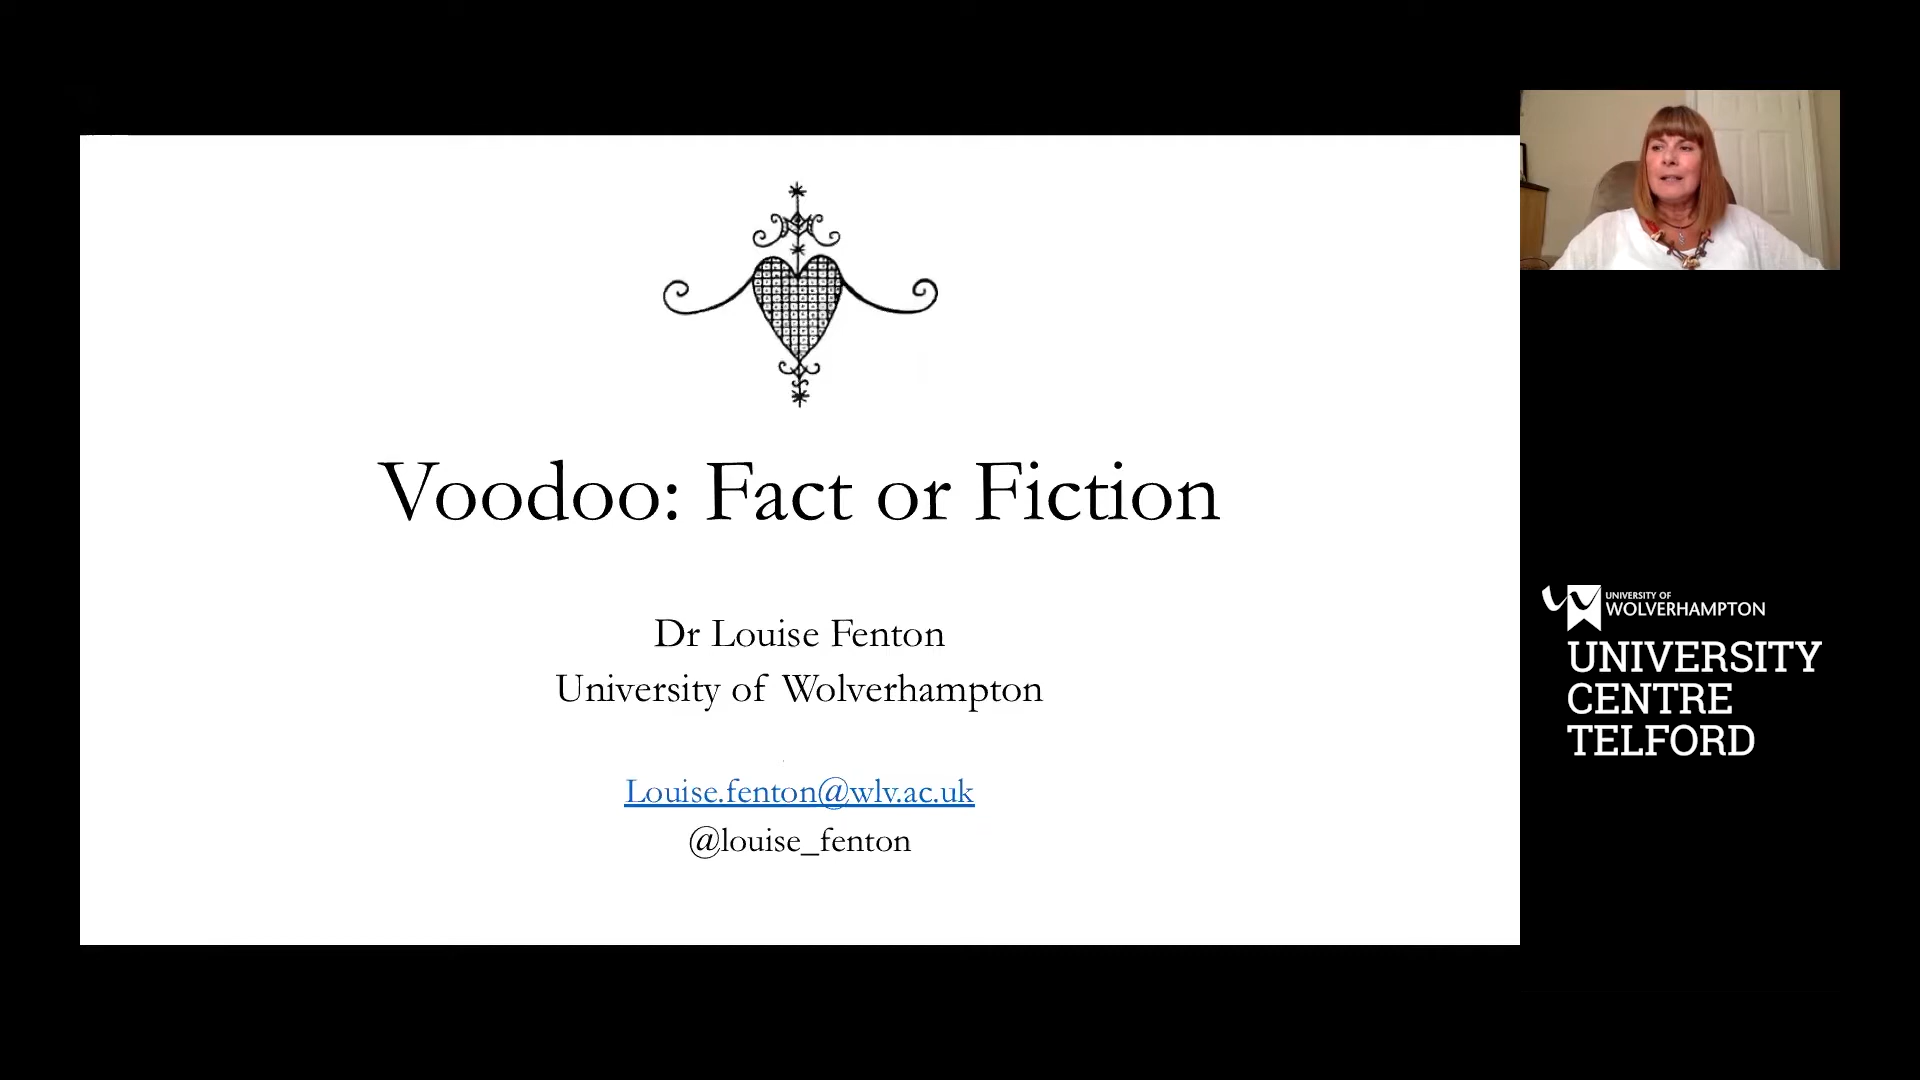 Voodoo: Fact or Fiction
Dr Louise Fenton
University of Wolverhampton
Louise.fenton@wlv.ac.uk
@louise_fenton
UNIVERSITY OF
WOLVERHAMPTON
UNIVERSITY
CENTRE
TELFORD